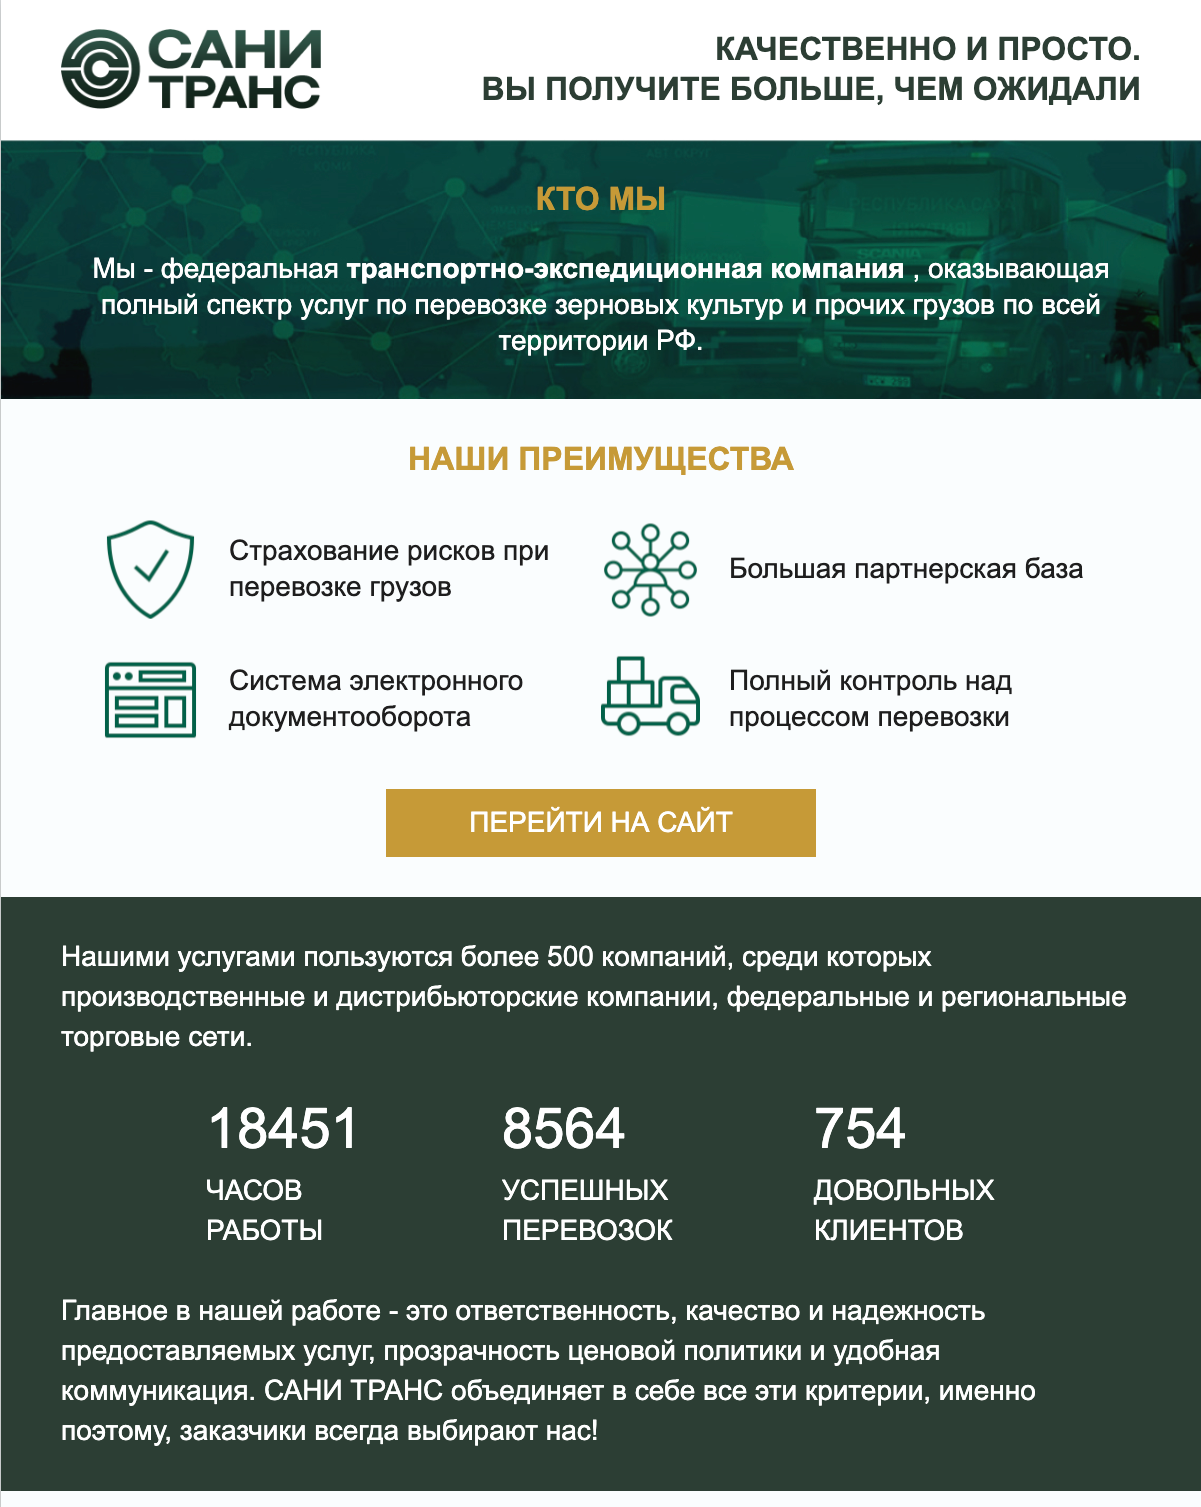 САНИ
ТРАНС
КАЧЕСТВЕННО И ПРОСТО.
ВЫ ПОЛУЧИТЕ БОЛЬШЕ, ЧЕМ ОЖИДАЛИ
КТО МЫ
Мы - федеральная транспортно-экспедиционная компания , оказывающая
полный спектр услуг по перевозке зерновых культур и прочих грузов по всей
территории РФ.
SCANIA
НАШИ ПРЕИМУЩЕСТВА
Страхование рисков при
перевозке грузов
Большая партнерская база
Система электронного
документооборота
Полный контроль над
процессом перевозки
ПЕРЕЙТИ НА САЙТ
Нашими услугами пользуются более 500 компаний, среди которых
производственные и дистрибьюторские компании, федеральные и региональные
торговые сети.
18451
ЧАСОВ
РАБОТЫ
8564
УСПЕШНЫХ
ПЕРЕВОЗОК
754
ДОВОЛЬНЫХ
КЛИЕНТОВ
Главное в нашей работе - это ответственность, качество и надежность
предоставляемых услуг, прозрачность ценовой политики и удобная
коммуникация. САНИ ТРАНС объединяет в себе все эти критерии, именно
поэтому, заказчики всегда выбирают нас!